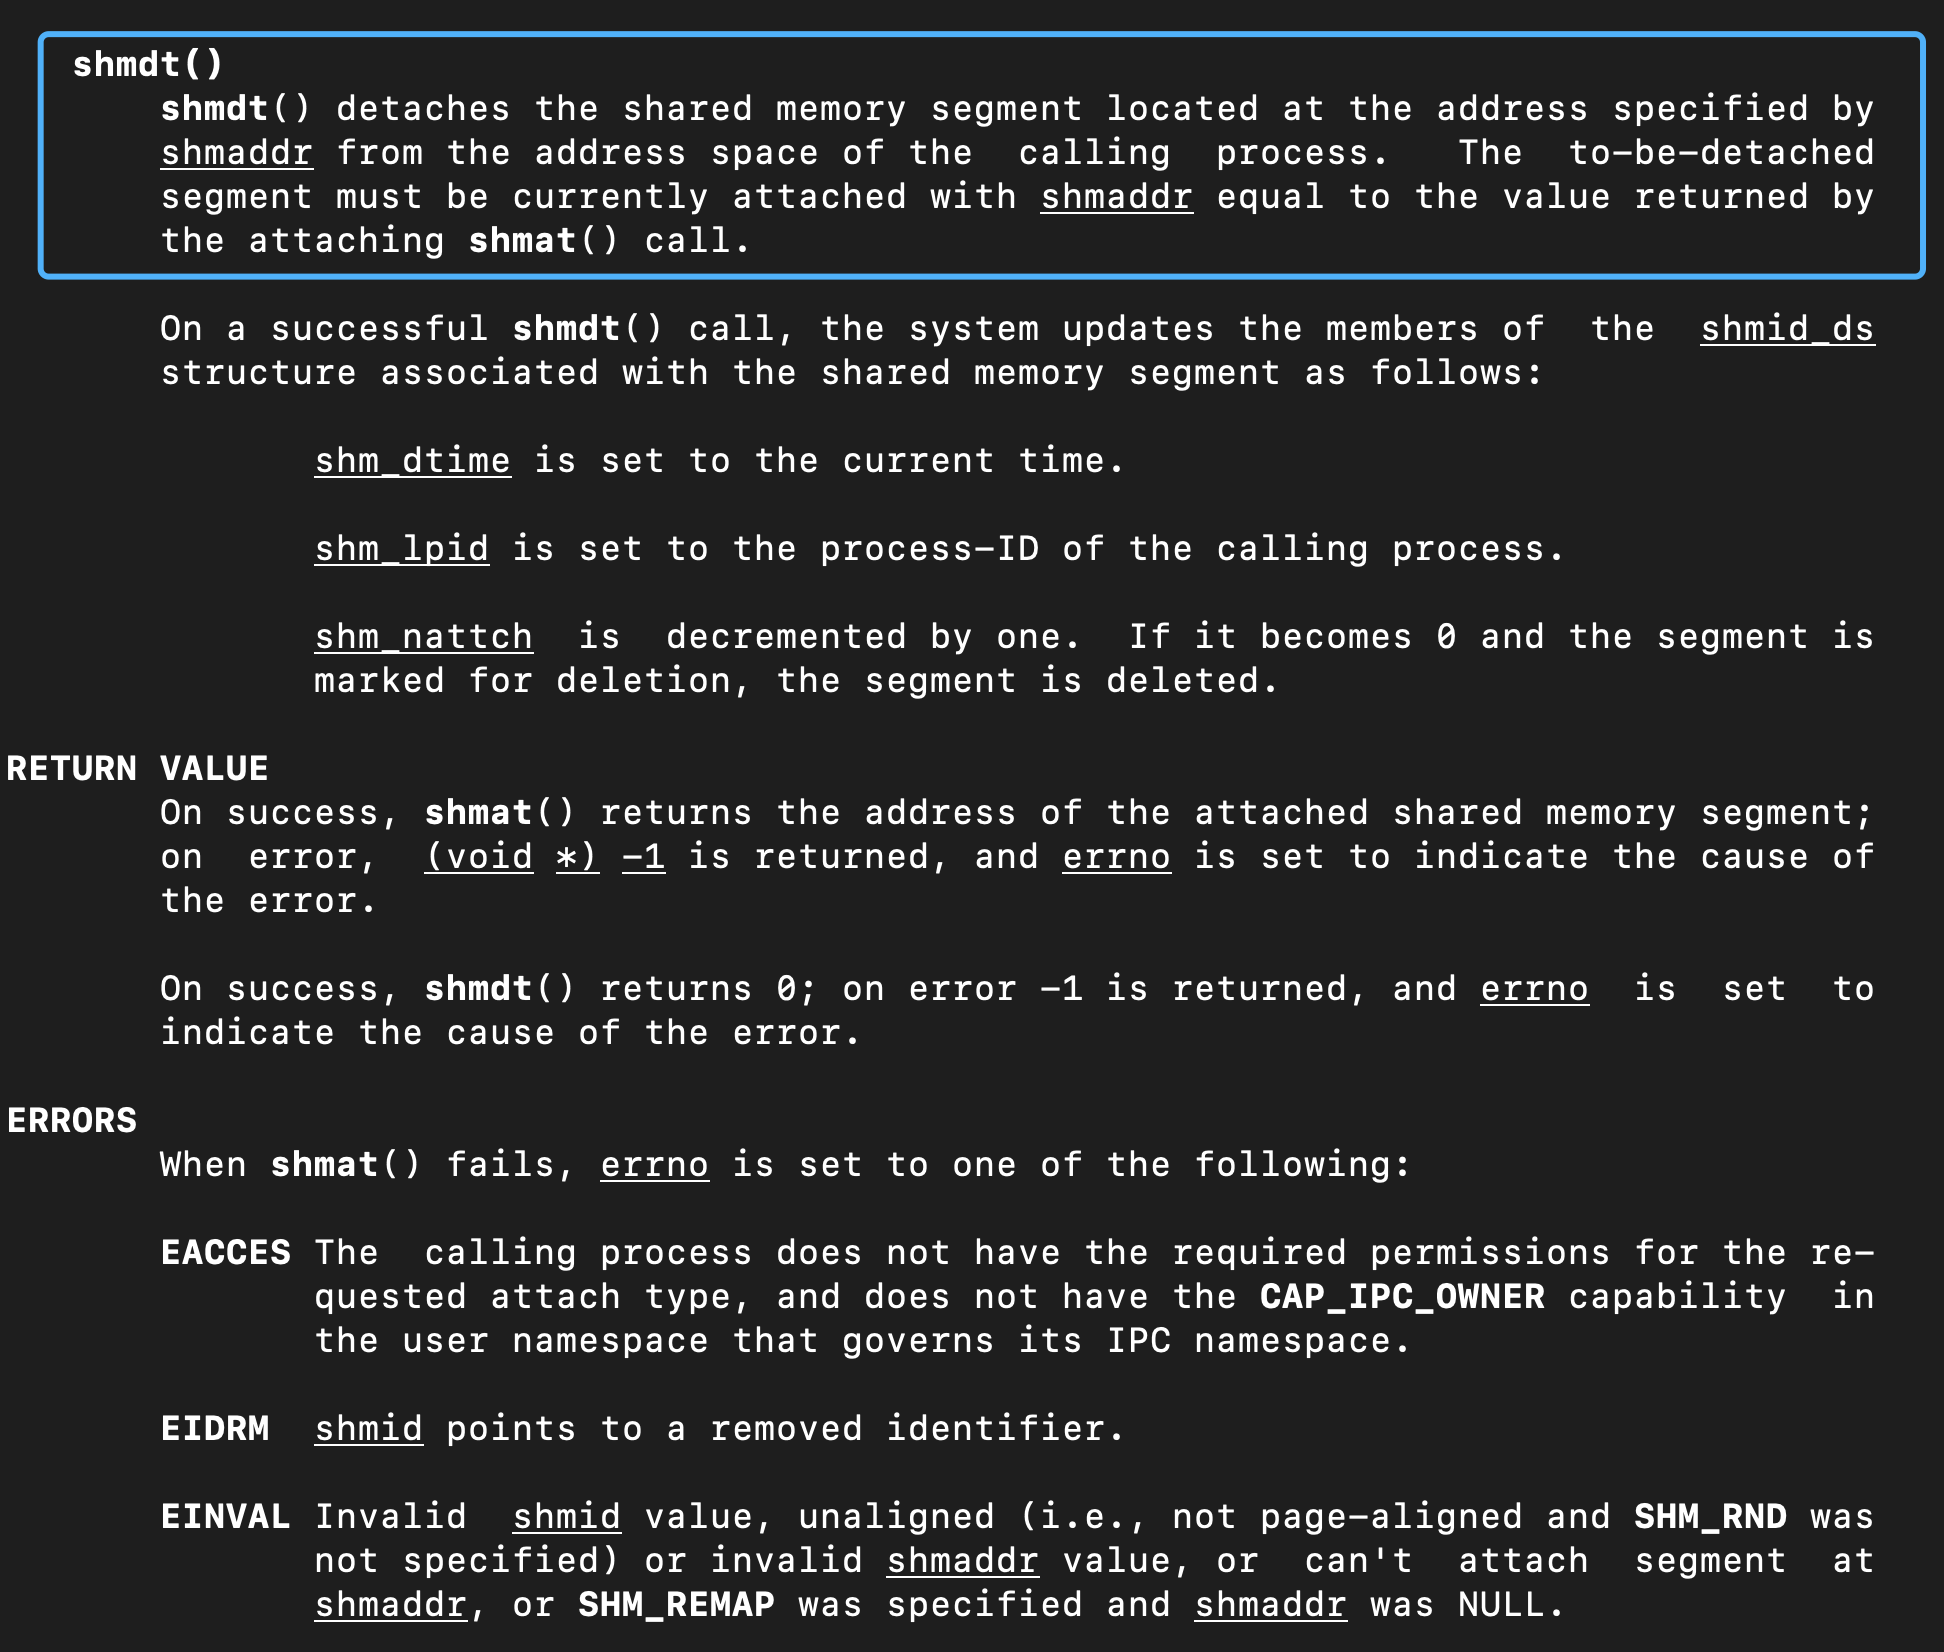 shmdt()
shmdt() detaches the shared memory segment located at the address specified by
shmaddr from the address space of the calling process. The to-be-detached
segment must be currently attached with shmaddr equal to the value returned by
the attaching shmat() call.
On a successful shmdt() call, the system updates the members of the shmid_ds
structure associated with the shared memory segment as follows:
shm_dtime is set to the current time.
shm_lpid is set to the process-ID of the calling process.
shm_nattch is decremented by one. If it becomes 0 and the segment is
marked for deletion, the segment is deleted.
RETURN VALUE
On success, shmat() returns the address of the attached shared memory segment;
on error, (void *) -1 is returned, and errno is set to indicate the cause of
the error.
On success, shmdt() returns 0; on error -1 is returned, and errno is set to
indicate the cause of the error.
ERRORS
When shmat() fails, errno is set to one of the following:
EACCES The calling process does not have the required permissions for the re-
quested attach type, and does not have the CAP_IPC_OWNER capability in
the user namespace that governs its IPC namespace.
EIDRM shmid points to a removed identifier.
EINVAL Invalid shmid value, unaligned (i.e., not page-aligned and SHM_RND was
not specified) or invalid shmaddr value, or can't attach segment at
shmaddr, or SHM_REMAP was specified and shmaddr was NULL.